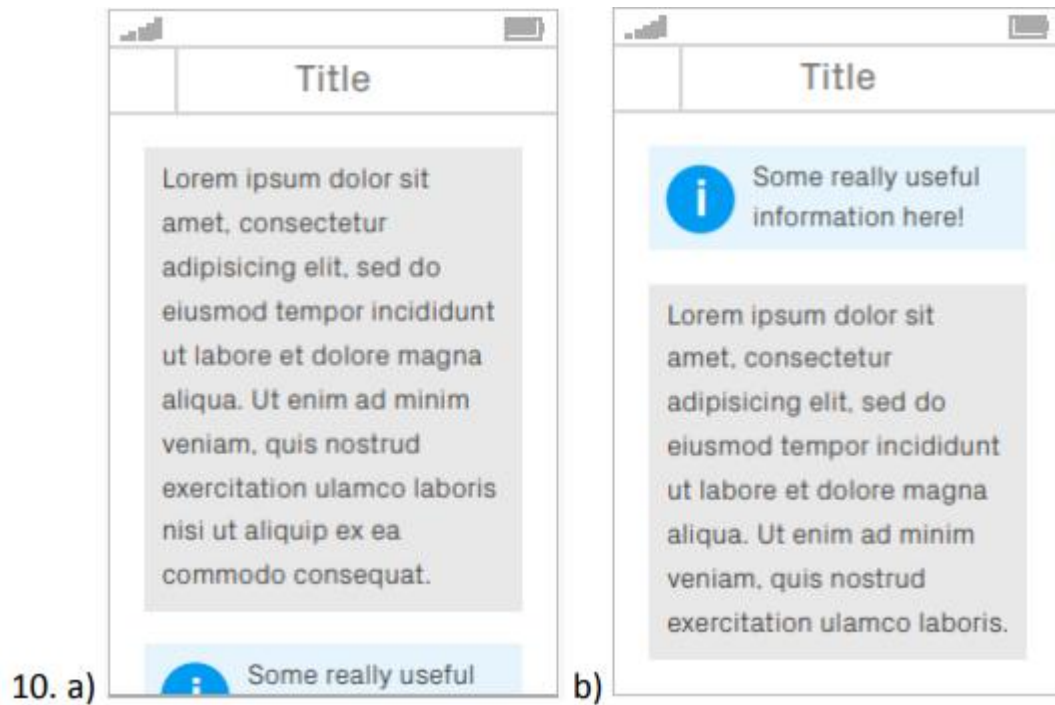 Title
Lorem ipsum dolor sit
amet, consectetur
adipisicing elit, sed do
eiusmod tempor incididunt
ut labore et dolore magna
aliqua. Ut enim ad minim
veniam, quis nostrud
exercitation ulamco laboris
nisi ut aliquip ex ea
commodo consequat.
i Some really useful
10. a)
Title
i Some really useful
information here!
Lorem ipsum dolor sit
amet, consectetur
adipisicing elit, sed do
eiusmod tempor incididunt
ut labore et dolore magna
aliqua. Ut enim ad minim
veniam, quis nostrud
exercitation ulamco laboris.
b)